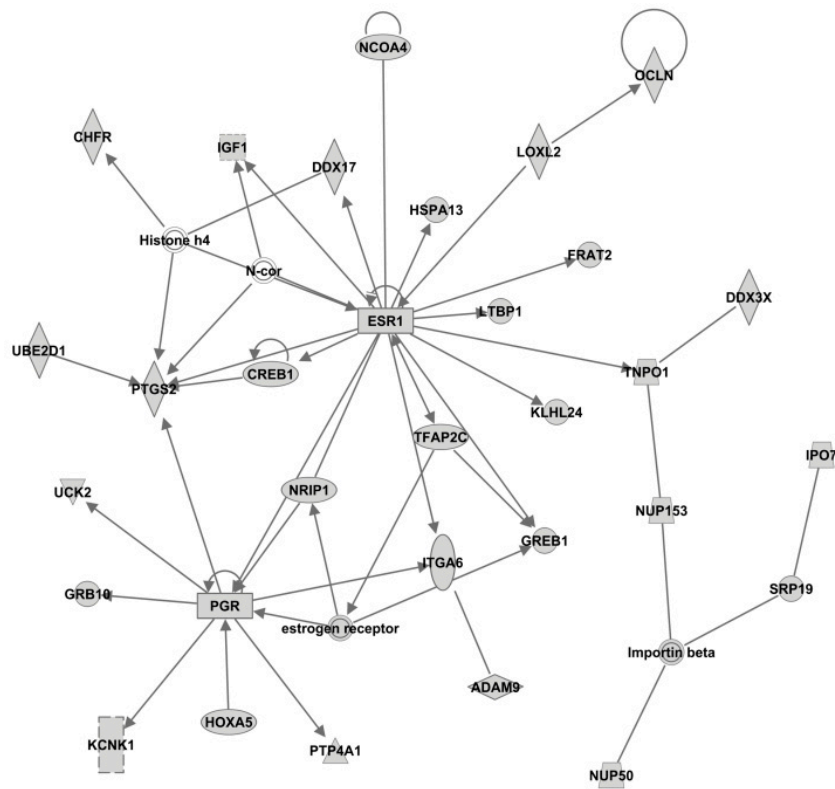 NCOA4
OCLN
CHFR
IGF1
DDX17
LOXL2
HSPA13
Histone h4
N-cor
FRAT2
DDX3X
LTBP1
ESR1
UBE2D1
PTGS2
CREB1
TNPO1
KLHL24
TFAP2C
IPO7
UCK2
NRIP1
NUP153
GREB1
ITGA6
GRB10
PGR
SRP19
estrogen receptor
Importin beta
ADAM9
HOXA5
KCNK1
PTP4A1
NUP50